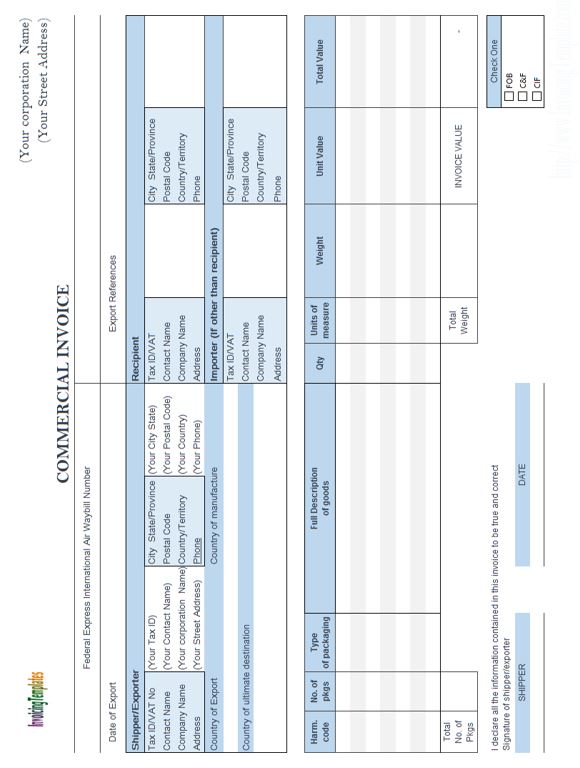 InvoicingTemplates
(Your corporation Name)
(Your Street Address)
COMMERCIAL INVOICE
Federal Express International Air Waybill Number
Date of Export
Export References
Shipper/Exporter
Recipient
Tax ID/VAT No (Your Tax ID) City State/Province (Your City State)
Contact Name (Your Contact Name) Postal Code (Your Postal Code)
Company Name (Your corporation Name) Country/Territory (Your Country)
Address (Your Street Address) Phone (Your Phone)
Tax ID/VAT City State/Province
Contact Name Postal Code
Company Name Country/Territory
Address Phone
Country of Export Country of manufacture
Importer (If other than recipient)
Country of ultimate destination
Tax ID/VAT City State/Province
Contact Name Postal Code
Company Name Country/Territory
Address Phone
Harm. code
No. of pkgs
Type of packaging
Full Description of goods
Qty
Units of measure
Weight
Unit Value
Total Value
Total No. of Pkgs
Total Weight
INVOICE VALUE
-
I declare all the information contained in this invoice to be true and correct
Signature of shipper/exporter
Check One
FOB
C&F
CIF
SHIPPER
DATE